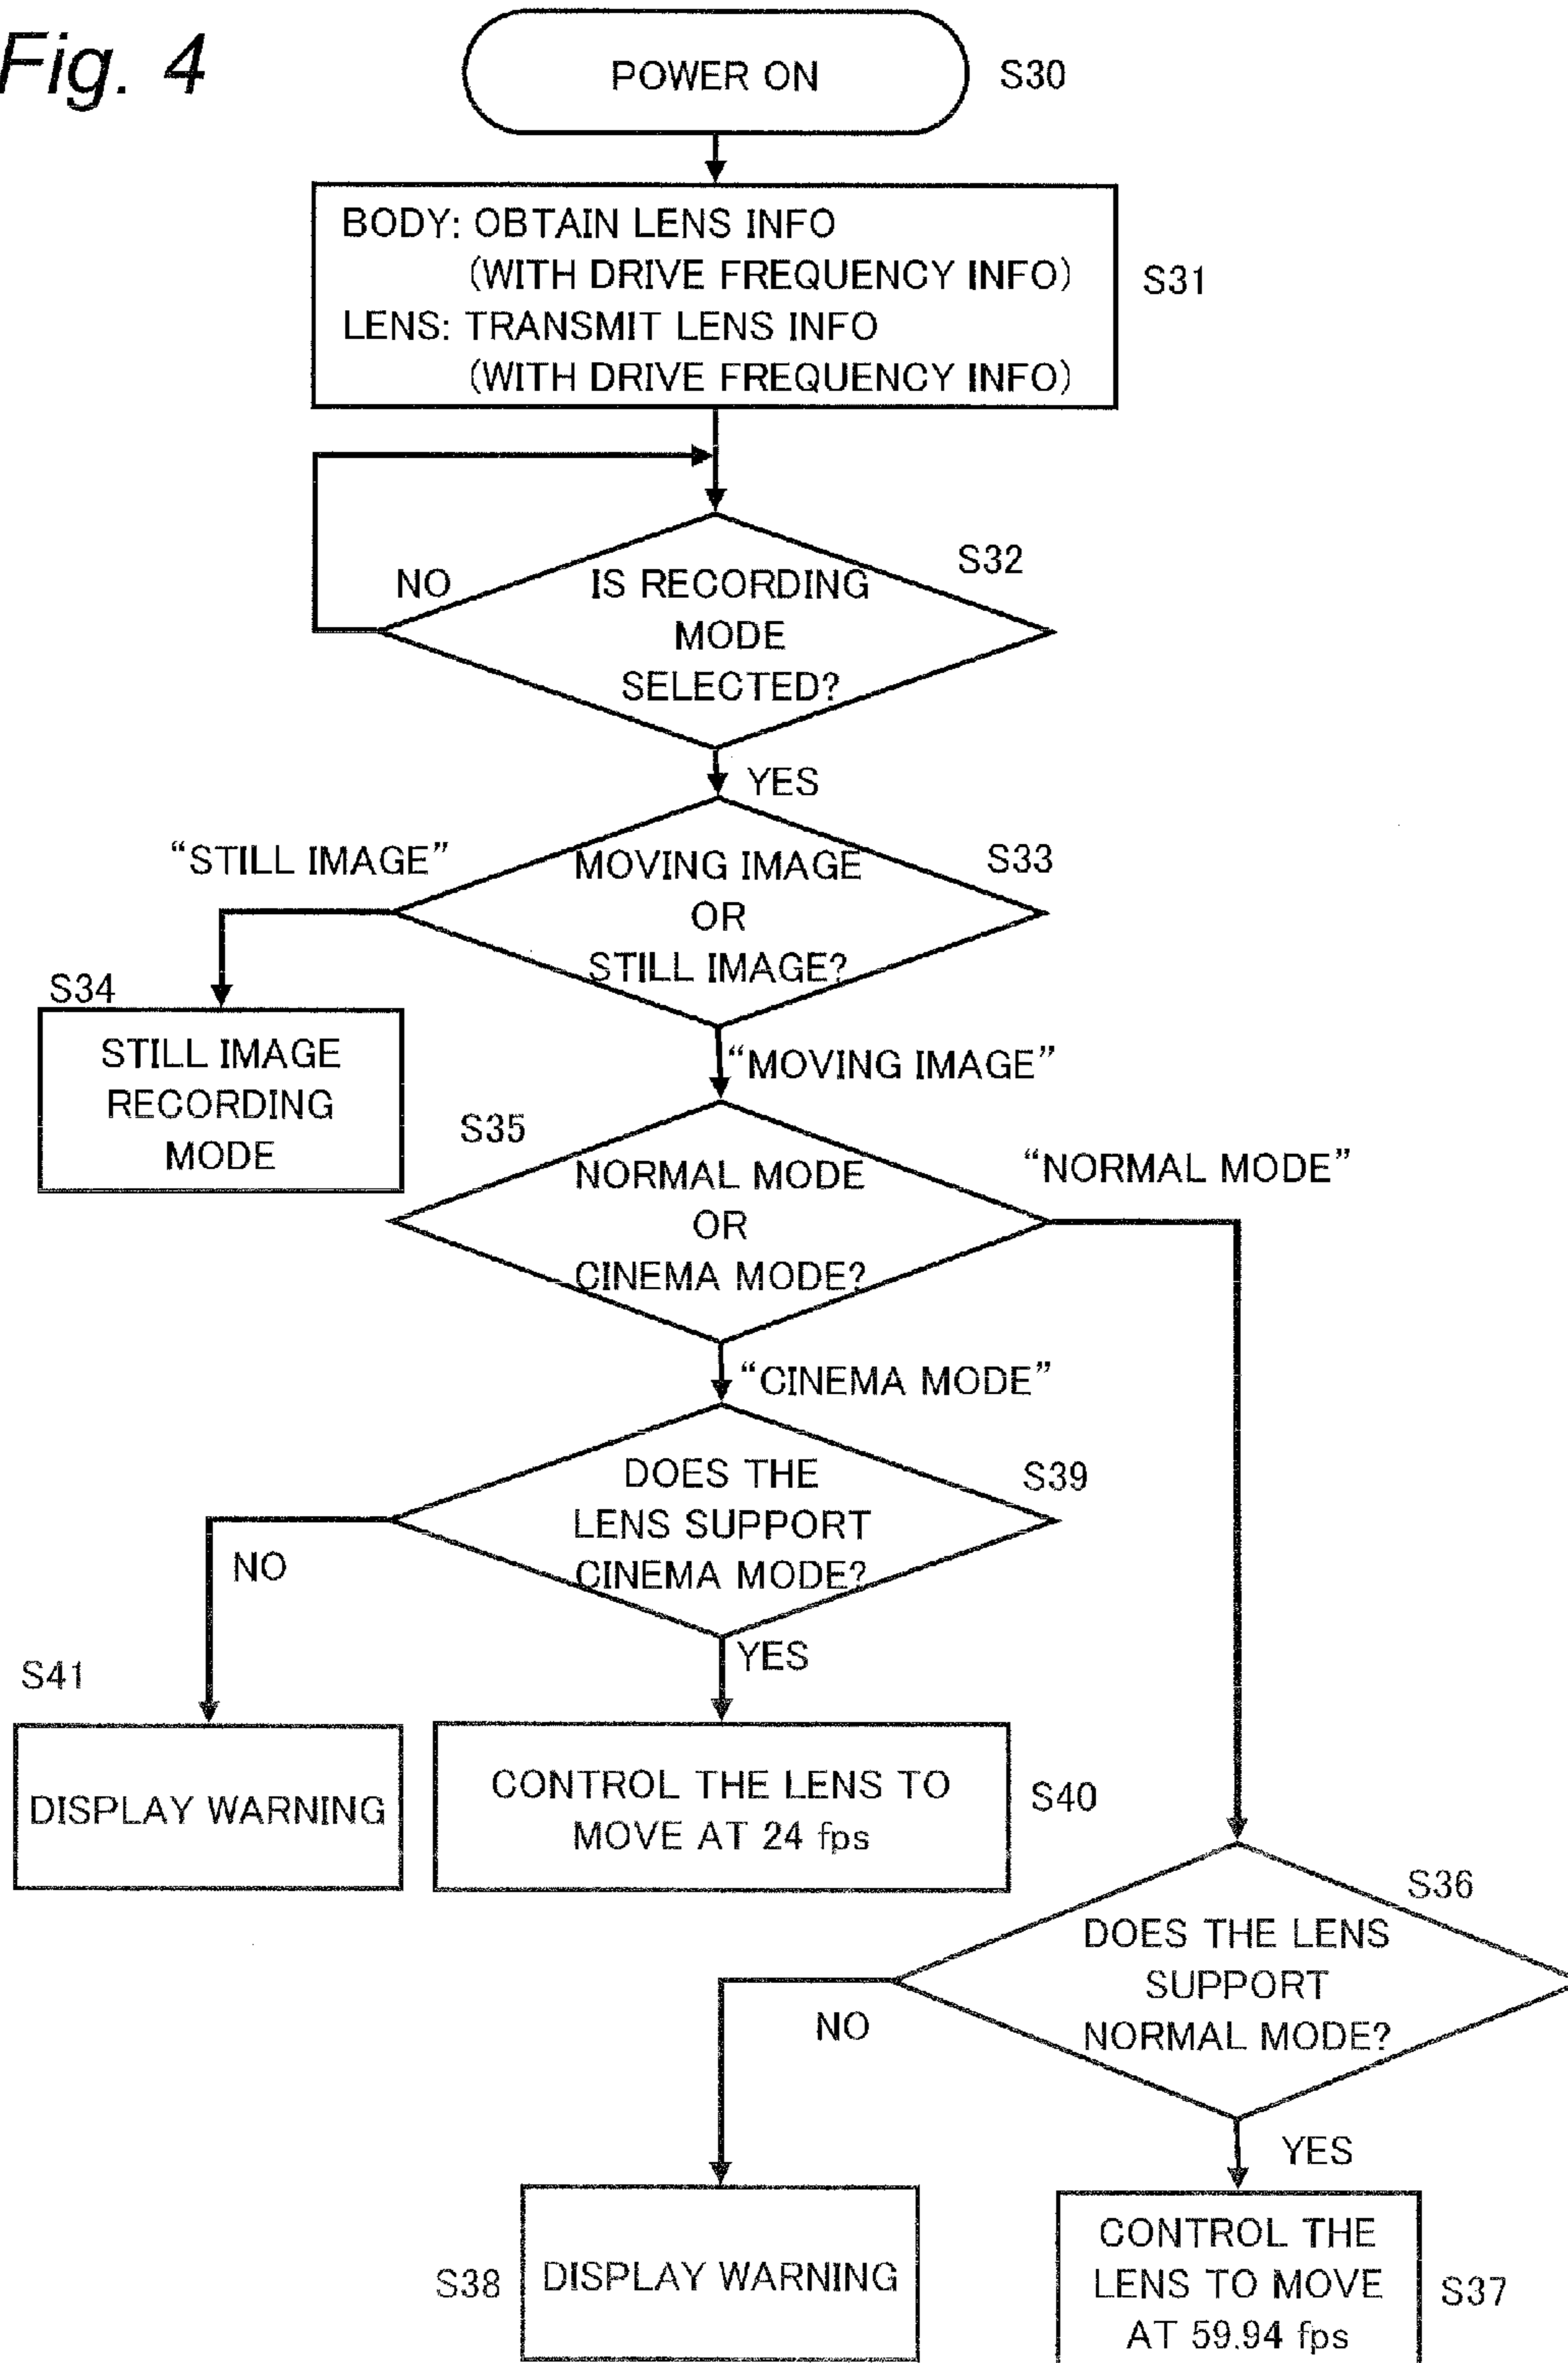 Fig. 4
POWER ON
S30
BODY: OBTAIN LENS INFO
(WITH DRIVE FREQUENCY INFO)
LENS: TRANSMIT LENS INFO
(WITH DRIVE FREQUENCY INFO)
S31
NO
IS RECORDING
MODE
SELECTED?
S32
YES
"STILL IMAGE"
MOVING IMAGE
OR
STILL IMAGE?
S33
S34
STILL IMAGE
RECORDING
MODE
"MOVING IMAGE"
S35
NORMAL MODE
OR
CINEMA MODE?
"NORMAL MODE"
"CINEMA MODE"
DOES THE
LENS SUPPORT
CINEMA MODE?
S39
NO
YES
S41
DISPLAY WARNING
CONTROL THE LENS TO
MOVE AT 24 fps
S40
S36
DOES THE LENS
SUPPORT
NORMAL MODE?
NO
YES
S38
DISPLAY WARNING
CONTROL THE
LENS TO MOVE
AT 59.94 fps
S37